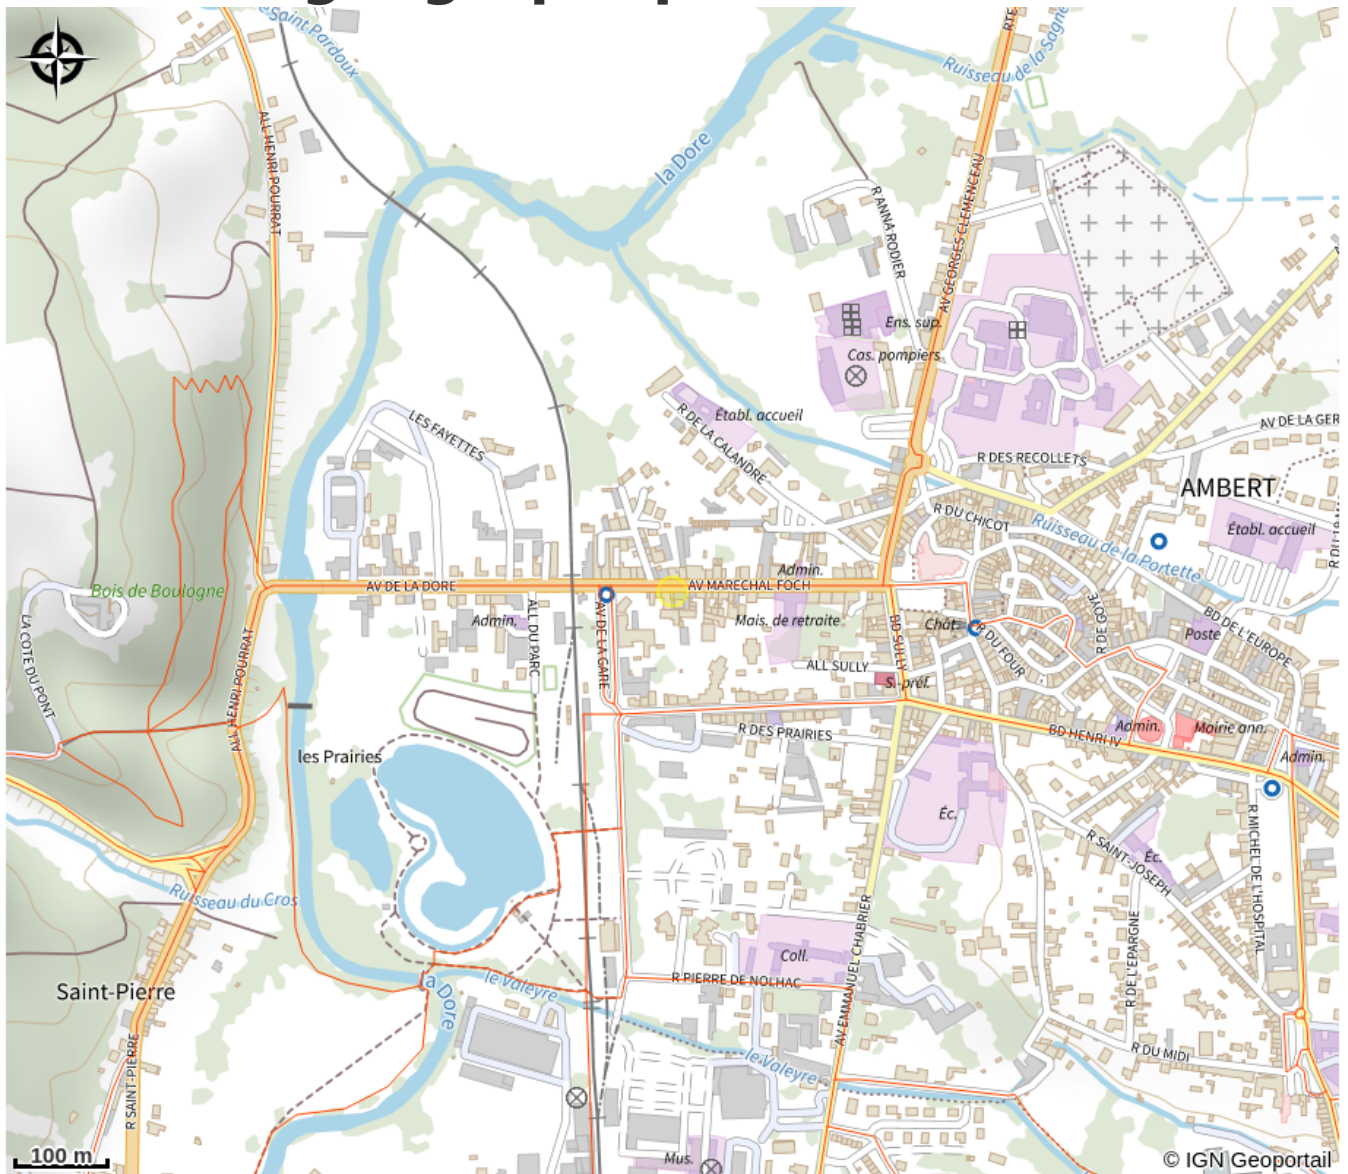 Saint Pardoux
la Dore
Ruisseau de la Sagne
RTE
ALL HENRI POURRAT
R ANNA RODIER
AV GEORGES CLEMENCEAU
Ens. sup.
Cas. pompiers
LES FAYETTES
R DE LA CALANDRE
Établ. accueil
AV DE LA GER
R DES RECOLLETS
AMBERT
R DU CHICOT
Ruisseau de la Portette
Établ. accueil
Bois de Boulogne
AV DE LA DORE
AV MARECHAL FOCH
Admin.
LA COTE DU PONT
ALL HENRI POURRAT
Admin.
ALL DU PARC
AV DE LA GARE
Mais. de retraite
BD SULLY
Chât.
R DU FOUR
R DE GOYE
Poste
BD DE L'EUROPE
ALL SULLY
S.-préf.
R DES PRAIRIES
BD HENRI IV
Admin.
Mairie ann.
Admin.
les Prairies
Éc.
R SAINT-JOSEPH
Éc.
R MICHEL DE L'HOSPITAL
Ruisseau du Cros
AV EMMANUEL CHABRIER
R DE L'EPARGNE
Coll.
Saint-Pierre
la Dore
le Valeyre
R PIERRE DE NOLHAC
R SAINT-PIERRE
le Valeyre
R DU MIDI
100 m
Mus.
© IGN Geoportail